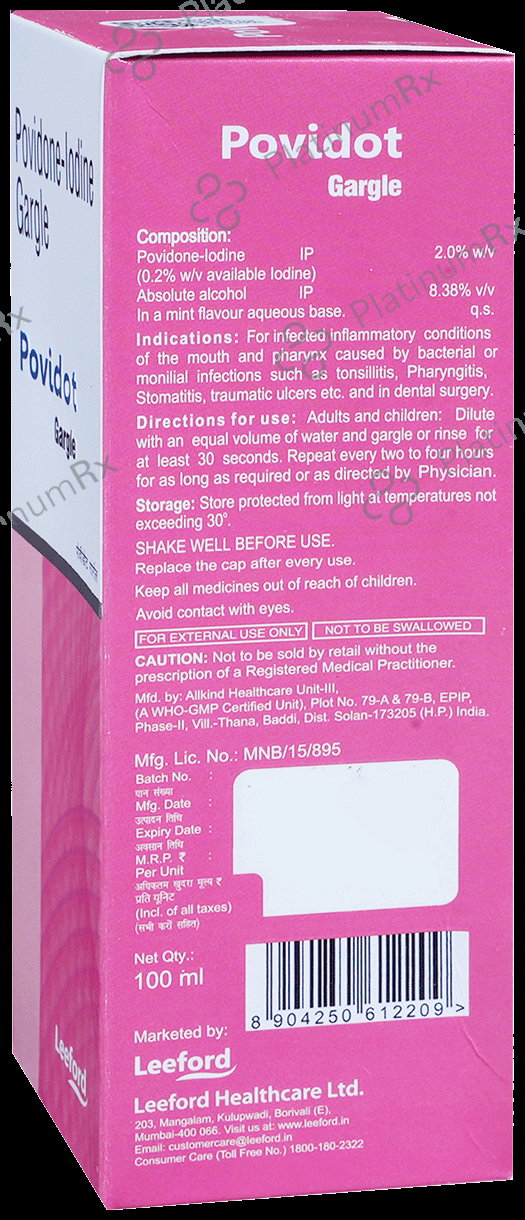 Povidone-Iodine
Gargle
Povidot
Gargle
Povidot
Gargle
Composition:
Povidone-Iodine IP 2.0% w/v
(0.2% w/v available Iodine)
Absolute alcohol IP 8.38% v/v
In a mint flavour aqueous base. q.s.
Indications: For infected inflammatory conditions
of the mouth and pharynx caused by bacterial or
monilial infections such as tonsillitis, Pharyngitis,
Stomatitis, traumatic ulcers etc. and in dental surgery.
Directions for use: Adults and children: Dilute
with an equal volume of water and gargle or rinse for
at least 30 seconds. Repeat every two to four hours
for as long as required or as directed by Physician.
Storage: Store protected from light at temperatures not
exceeding 30°.
SHAKE WELL BEFORE USE.
Replace the cap after every use.
Keep all medicines out of reach of children.
Avoid contact with eyes.
FOR EXTERNAL USE ONLY NOT TO BE SWALLOWED
CAUTION: Not to be sold by retail without the
prescription of a Registered Medical Practitioner.
Mfd. by: Allkind Healthcare Unit-III,
(A WHO-GMP Certified Unit), Plot No. 79-A & 79-B, EPIP,
Phase-II, Vill.-Thana, Baddi, Dist. Solan-173205 (H.P.) India.
Mfg. Lic. No.: MNB/15/895
Batch No. :
घान संख्या
Mfg. Date :
उत्पादन तिथि
Expiry Date :
अवसान तिथि
M.R.P. ₹ :
Per Unit
अधिकतम खुदरा मूल्य ₹
प्रति यूनिट
(Incl. of all taxes)
(सभी करों सहित)
Net Qty.:
100 ml
8 904250 612209 >
Marketed by:
Leeford
Leeford Healthcare Ltd.
203, Mangalam, Kulupwadi, Borivali (E),
Mumbai-400 066. Visit us at: www.leeford.in
Email: customercare@leeford.in
Consumer Care (Toll Free No.) 1800-180-2322
Leeford
PlatinumRx
PlatinumRx
PlatinumRx
PlatinumRx